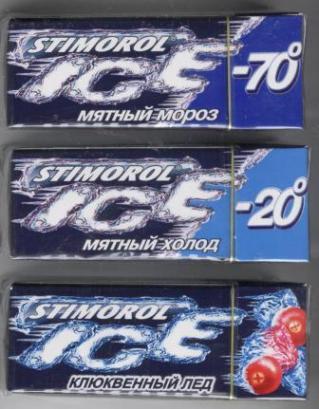 STIMOROL
ICE
-70°
МЯТНЫЙ МОРОЗ
STIMOROL
ICE
-20°
МЯТНЫЙ ХОЛОД
STIMOROL
ICE
КЛЮКВЕННЫЙ ЛЕД